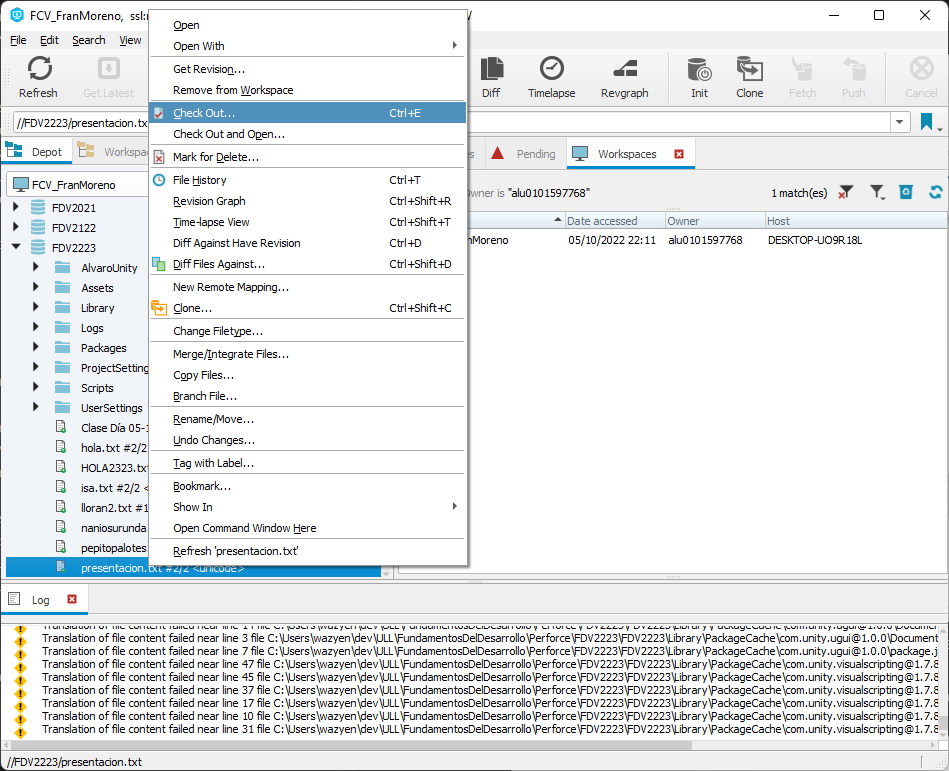 FCV_FranMoreno, ssl:
File Edit Search View
Refresh Get Latest Diff Timelapse Revgraph Init Clone Fetch Push Cancel
//FDV2223/presentacion.tx
Depot Workspac Pending Workspaces
FCV_FranMoreno
Owner is "alu0101597768" 1 match(es)
Date accessed Owner Host
nMoreno 05/10/2022 22:11 alu0101597768 DESKTOP-UO9R18L
FDV2021
FDV2122
FDV2223
AlvaroUnity
Assets
Library
Logs
Packages
ProjectSetting
Scripts
UserSettings
Clase Día 05-1
hola.txt #2/2
HOLA2323.txt
isa.txt #2/2 <
lloran2.txt #1
naniosurunda
pepitopalotes.
presentacion.txt #2/2 <unicode>
Open
Open With
Get Revision...
Remove from Workspace
Check Out... Ctrl+E
Check Out and Open...
Mark for Delete...
File History Ctrl+T
Revision Graph Ctrl+Shift+R
Time-lapse View Ctrl+Shift+T
Diff Against Have Revision Ctrl+D
Diff Files Against... Ctrl+Shift+D
New Remote Mapping...
Clone... Ctrl+Shift+C
Change Filetype...
Merge/Integrate Files...
Copy Files...
Branch File...
Rename/Move...
Undo Changes...
Tag with Label...
Bookmark...
Show In
Open Command Window Here
Refresh 'presentacion.txt'
Log
Translation of file content failed near line 1 file C:\Users\wazyen\dev\ULL\FundamentosDelDesarrollo\Perforce\FDV2223\FDV2223\Library\PackageCache\com.unity.ugui@1.0.0\Documen
Translation of file content failed near line 3 file C:\Users\wazyen\dev\ULL\FundamentosDelDesarrollo\Perforce\FDV2223\FDV2223\Library\PackageCache\com.unity.ugui@1.0.0\Document
Translation of file content failed near line 7 file C:\Users\wazyen\dev\ULL\FundamentosDelDesarrollo\Perforce\FDV2223\FDV2223\Library\PackageCache\com.unity.ugui@1.0.0\package.j
Translation of file content failed near line 47 file C:\Users\wazyen\dev\ULL\FundamentosDelDesarrollo\Perforce\FDV2223\FDV2223\Library\PackageCache\com.unity.visualscripting@1.7.8
Translation of file content failed near line 45 file C:\Users\wazyen\dev\ULL\FundamentosDelDesarrollo\Perforce\FDV2223\FDV2223\Library\PackageCache\com.unity.visualscripting@1.7.8
Translation of file content failed near line 37 file C:\Users\wazyen\dev\ULL\FundamentosDelDesarrollo\Perforce\FDV2223\FDV2223\Library\PackageCache\com.unity.visualscripting@1.7.8
Translation of file content failed near line 17 file C:\Users\wazyen\dev\ULL\FundamentosDelDesarrollo\Perforce\FDV2223\FDV2223\Library\PackageCache\com.unity.visualscripting@1.7.8
Translation of file content failed near line 10 file C:\Users\wazyen\dev\ULL\FundamentosDelDesarrollo\Perforce\FDV2223\FDV2223\Library\PackageCache\com.unity.visualscripting@1.7.8
Translation of file content failed near line 31 file C:\Users\wazyen\dev\ULL\FundamentosDelDesarrollo\Perforce\FDV2223\FDV2223\Library\PackageCache\com.unity.visualscripting@1.7.8
//FDV2223/presentacion.txt